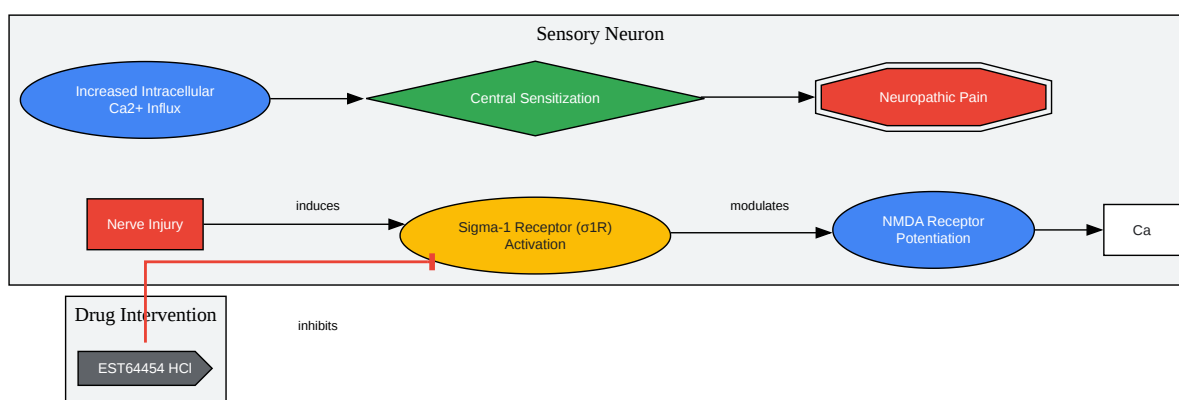 Sensory Neuron
Increased Intracellular
Ca2+ Influx
Central Sensitization
Neuropathic Pain
Nerve Injury
induces
Sigma-1 Receptor (σ1R)
Activation
modulates
NMDA Receptor
Potentiation
Ca
Drug Intervention
inhibits
EST64454 HCl